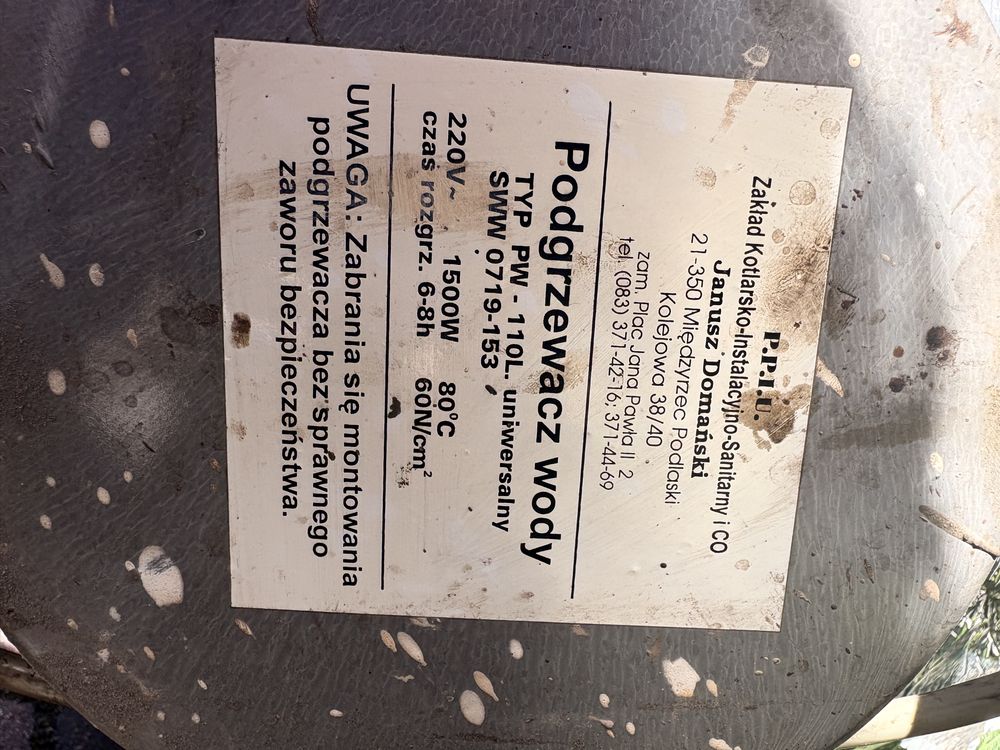 P.P.I.U.
Zakład Kotlarsko-Instalacyjno-Sanitarny i CO
Janusz Domański
21-350 Międzyrzec Podlaski
Kolejowa 38/40
zam. Plac Jana Pawła II 2
tel. (083) 371-42-16; 371-44-69
Podgrzewacz wody
TYP PW - 110L uniwersalny
SWW 0719-153
220V~ 1500W 80°C
czas rozgrz. 6-8h 60N/cm²
UWAGA: Zabrania się montowania
podgrzewacza bez sprawnego
zaworu bezpieczeństwa.